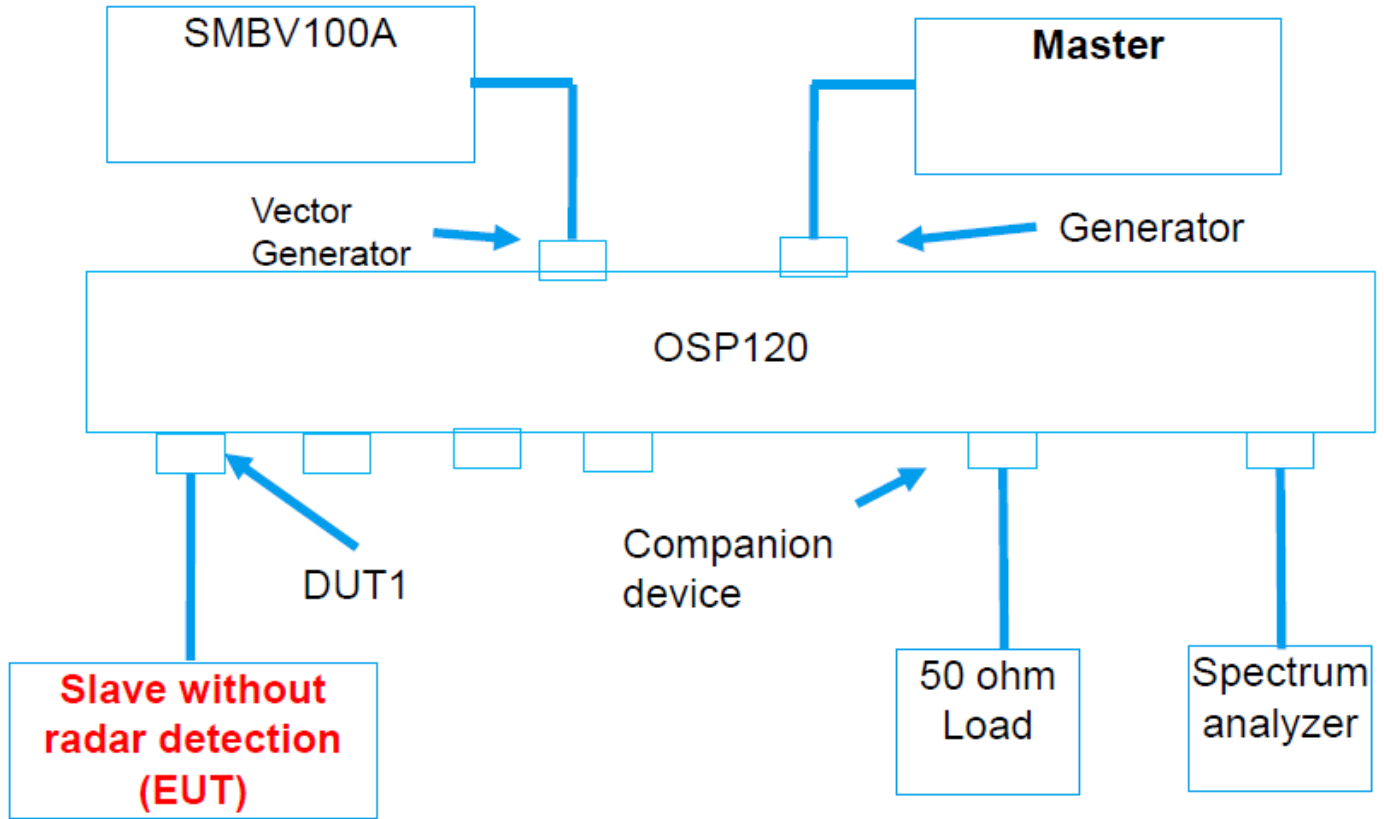 SMBV100A
Master
Vector
Generator
Generator
OSP120
DUT1
Companion
device
Slave without
radar detection
(EUT)
50 ohm
Load
Spectrum
analyzer